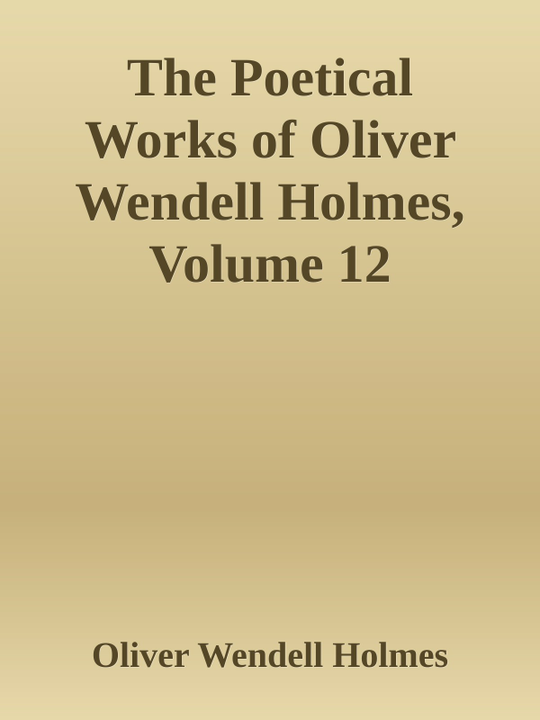 The Poetical
Works of Oliver
Wendell Holmes,
Volume 12
Oliver Wendell Holmes